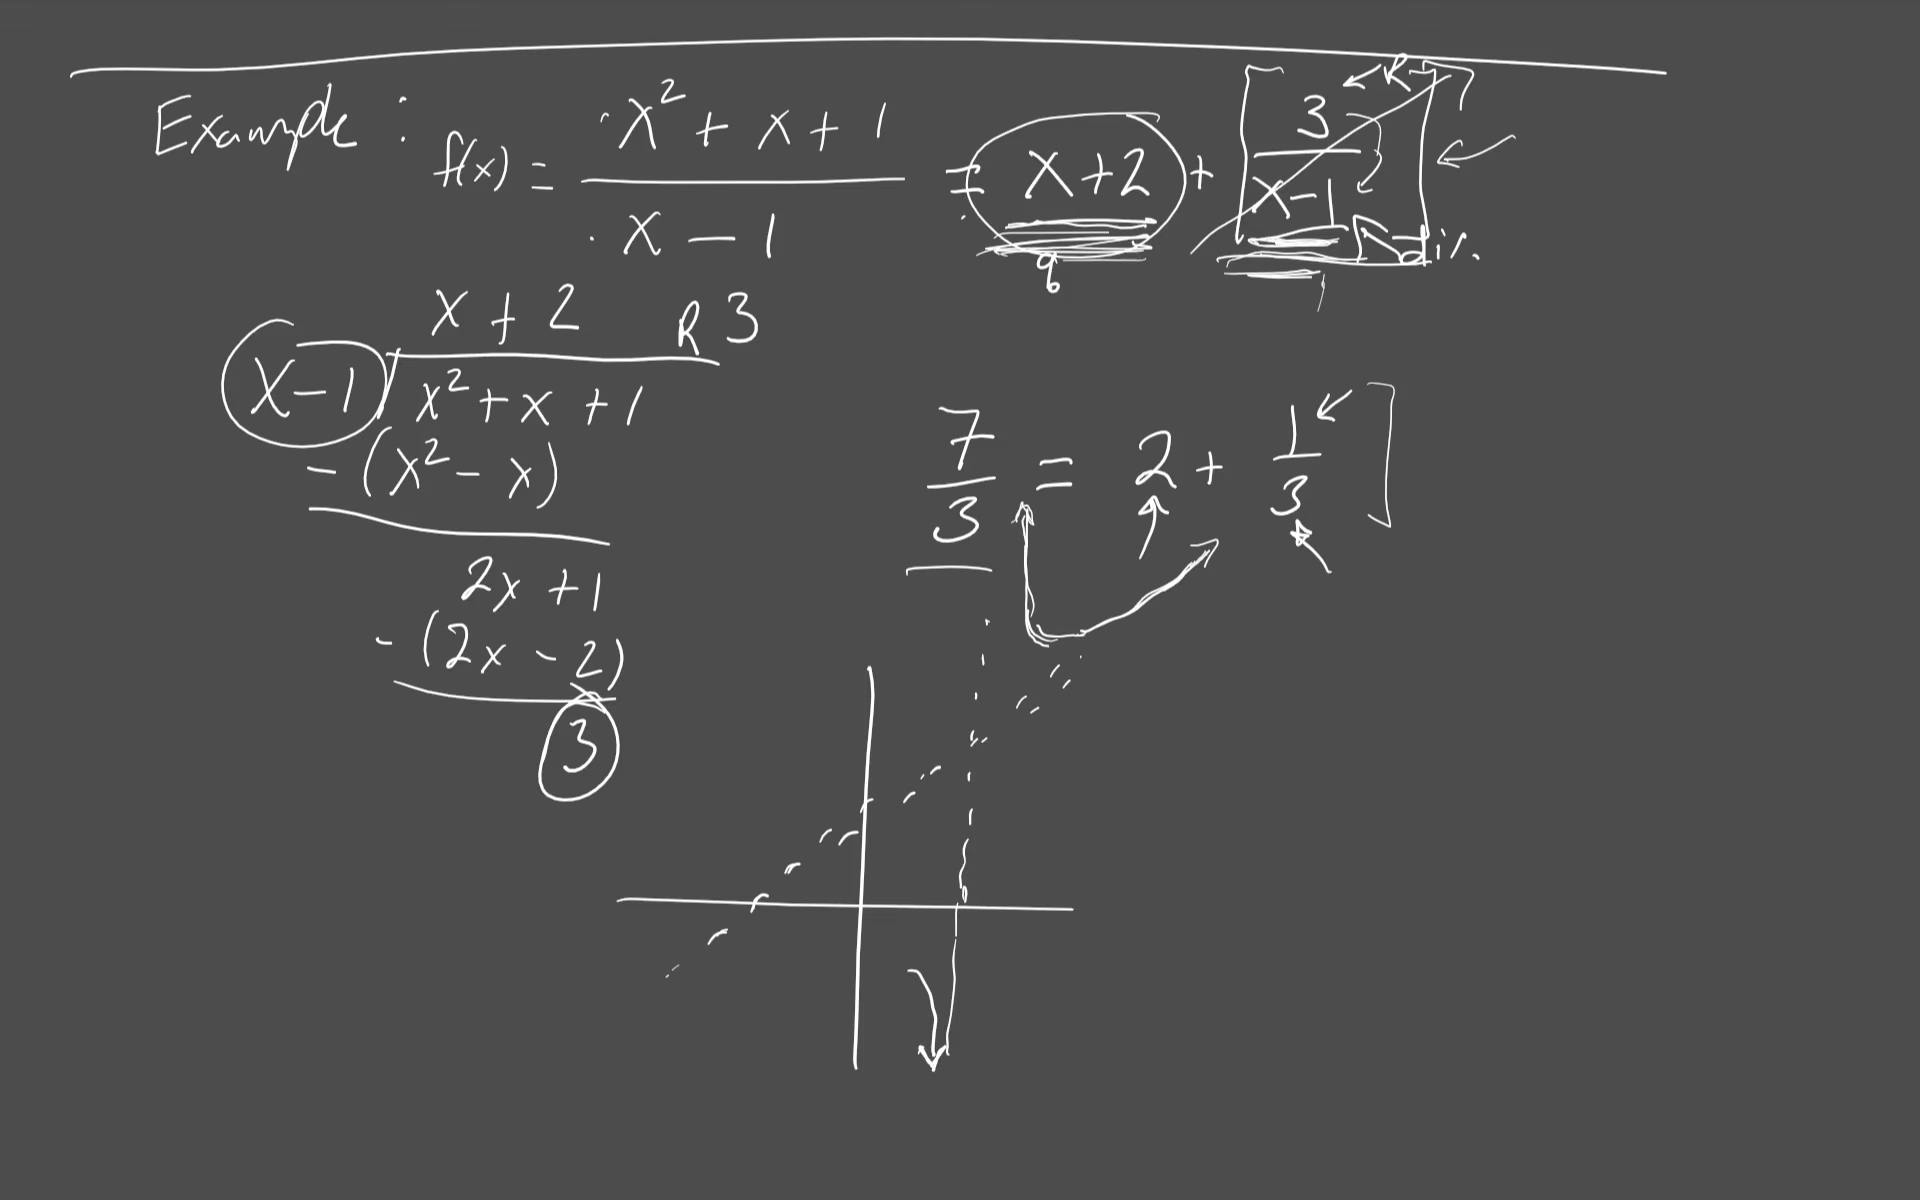 Example : f(x) = (x² + x + 1)/(x - 1) = x+2 + [3/(x-1)] ← R
q div.
x + 2 R 3
x-1 | x² + x + 1
- (x² - x)
2x + 1
- (2x - 2)
3
7/3 = 2 + 1/3 ]